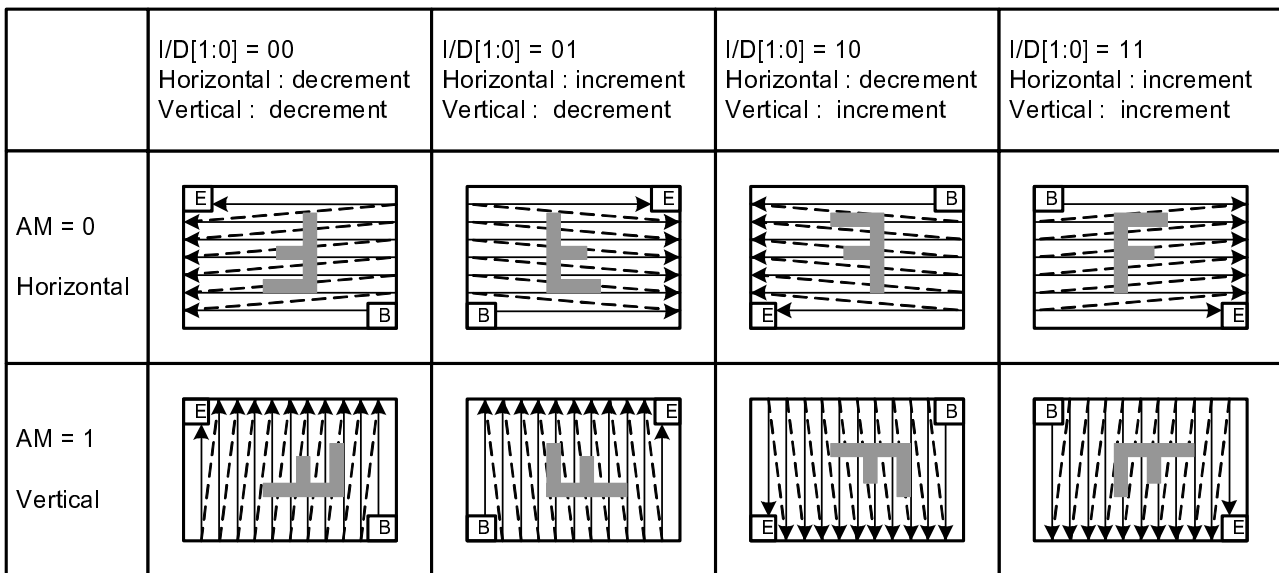 I/D[1:0] = 00
Horizontal : decrement
Vertical : decrement
I/D[1:0] = 01
Horizontal : increment
Vertical : decrement
I/D[1:0] = 10
Horizontal : decrement
Vertical : increment
I/D[1:0] = 11
Horizontal : increment
Vertical : increment
AM = 0
Horizontal
E
B
E
B
B
E
B
E
AM = 1
Vertical
E
B
E
B
B
E
B
E